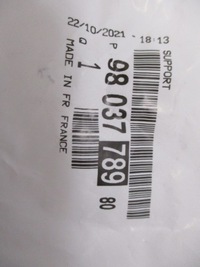 22/10/2021 - 18:13
SUPPORT
P 98 037 789 80
Q 1
MADE IN FR FRANCE